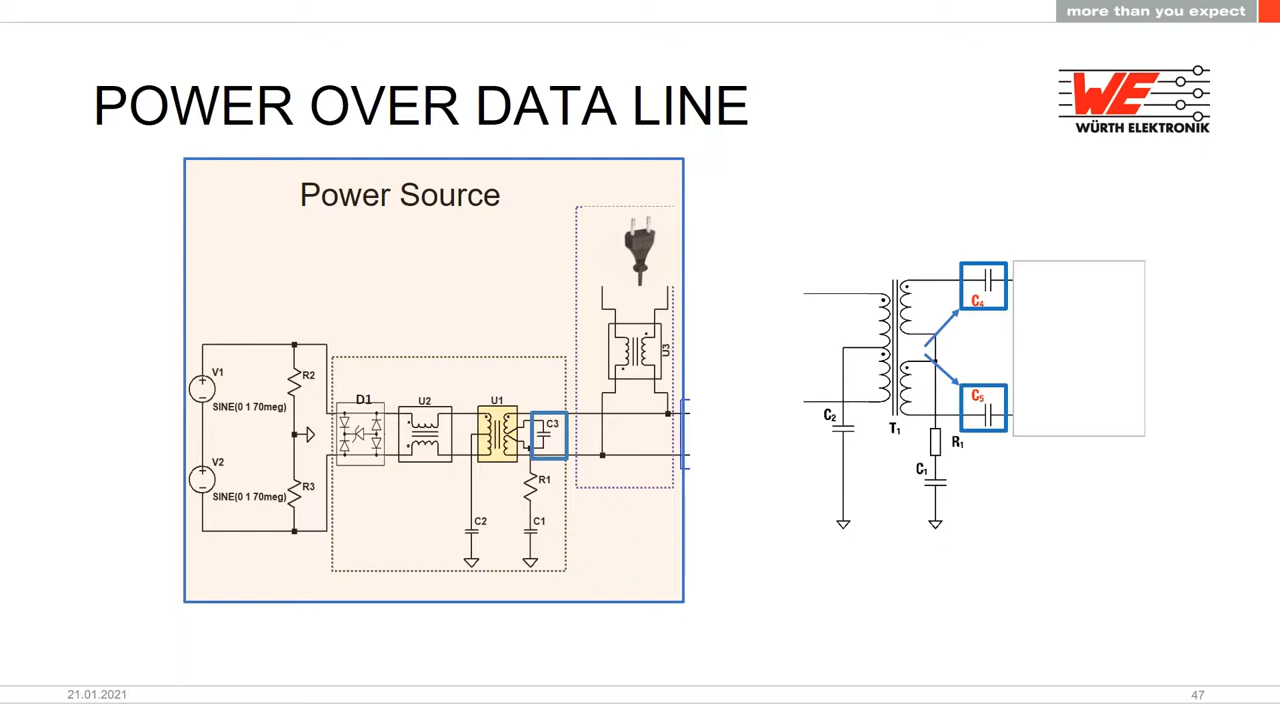 more than you expect
POWER OVER DATA LINE
WE
WÜRTH ELEKTRONIK
Power Source
V1
SINE(0 1 70meg)
R2
D1
U2
U1
C3
U3
V2
SINE(0 1 70meg)
R3
R1
C2
C1
C4
C5
C2
T1
R1
C1
21.01.2021
47